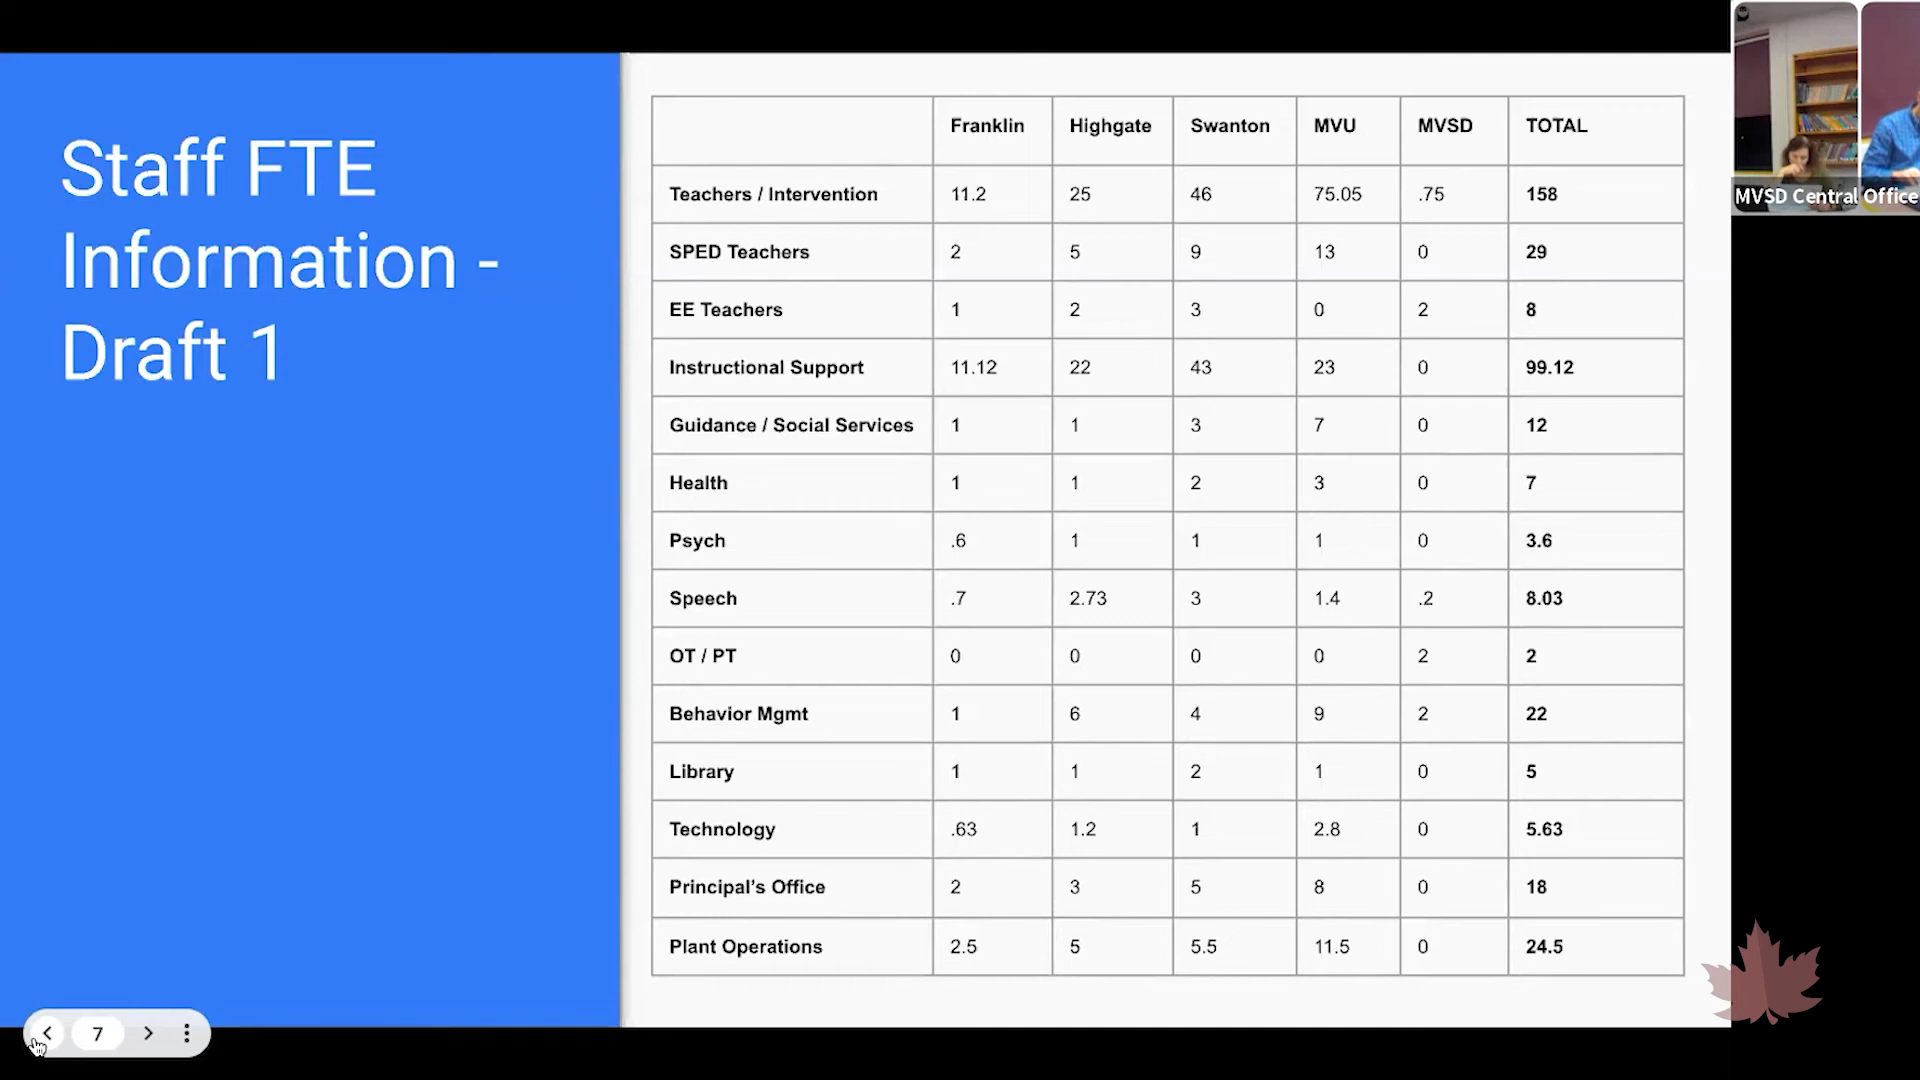 Staff FTE
Information -
Draft 1
Franklin Highgate Swanton MVU MVSD TOTAL
Teachers / Intervention 11.2 25 46 75.05 .75 158
SPED Teachers 2 5 9 13 0 29
EE Teachers 1 2 3 0 2 8
Instructional Support 11.12 22 43 23 0 99.12
Guidance / Social Services 1 1 3 7 0 12
Health 1 1 2 3 0 7
Psych .6 1 1 1 0 3.6
Speech .7 2.73 3 1.4 .2 8.03
OT / PT 0 0 0 0 2 2
Behavior Mgmt 1 6 4 9 2 22
Library 1 1 2 1 0 5
Technology .63 1.2 1 2.8 0 5.63
Principal’s Office 2 3 5 8 0 18
Plant Operations 2.5 5 5.5 11.5 0 24.5
MVSD Central Office
7